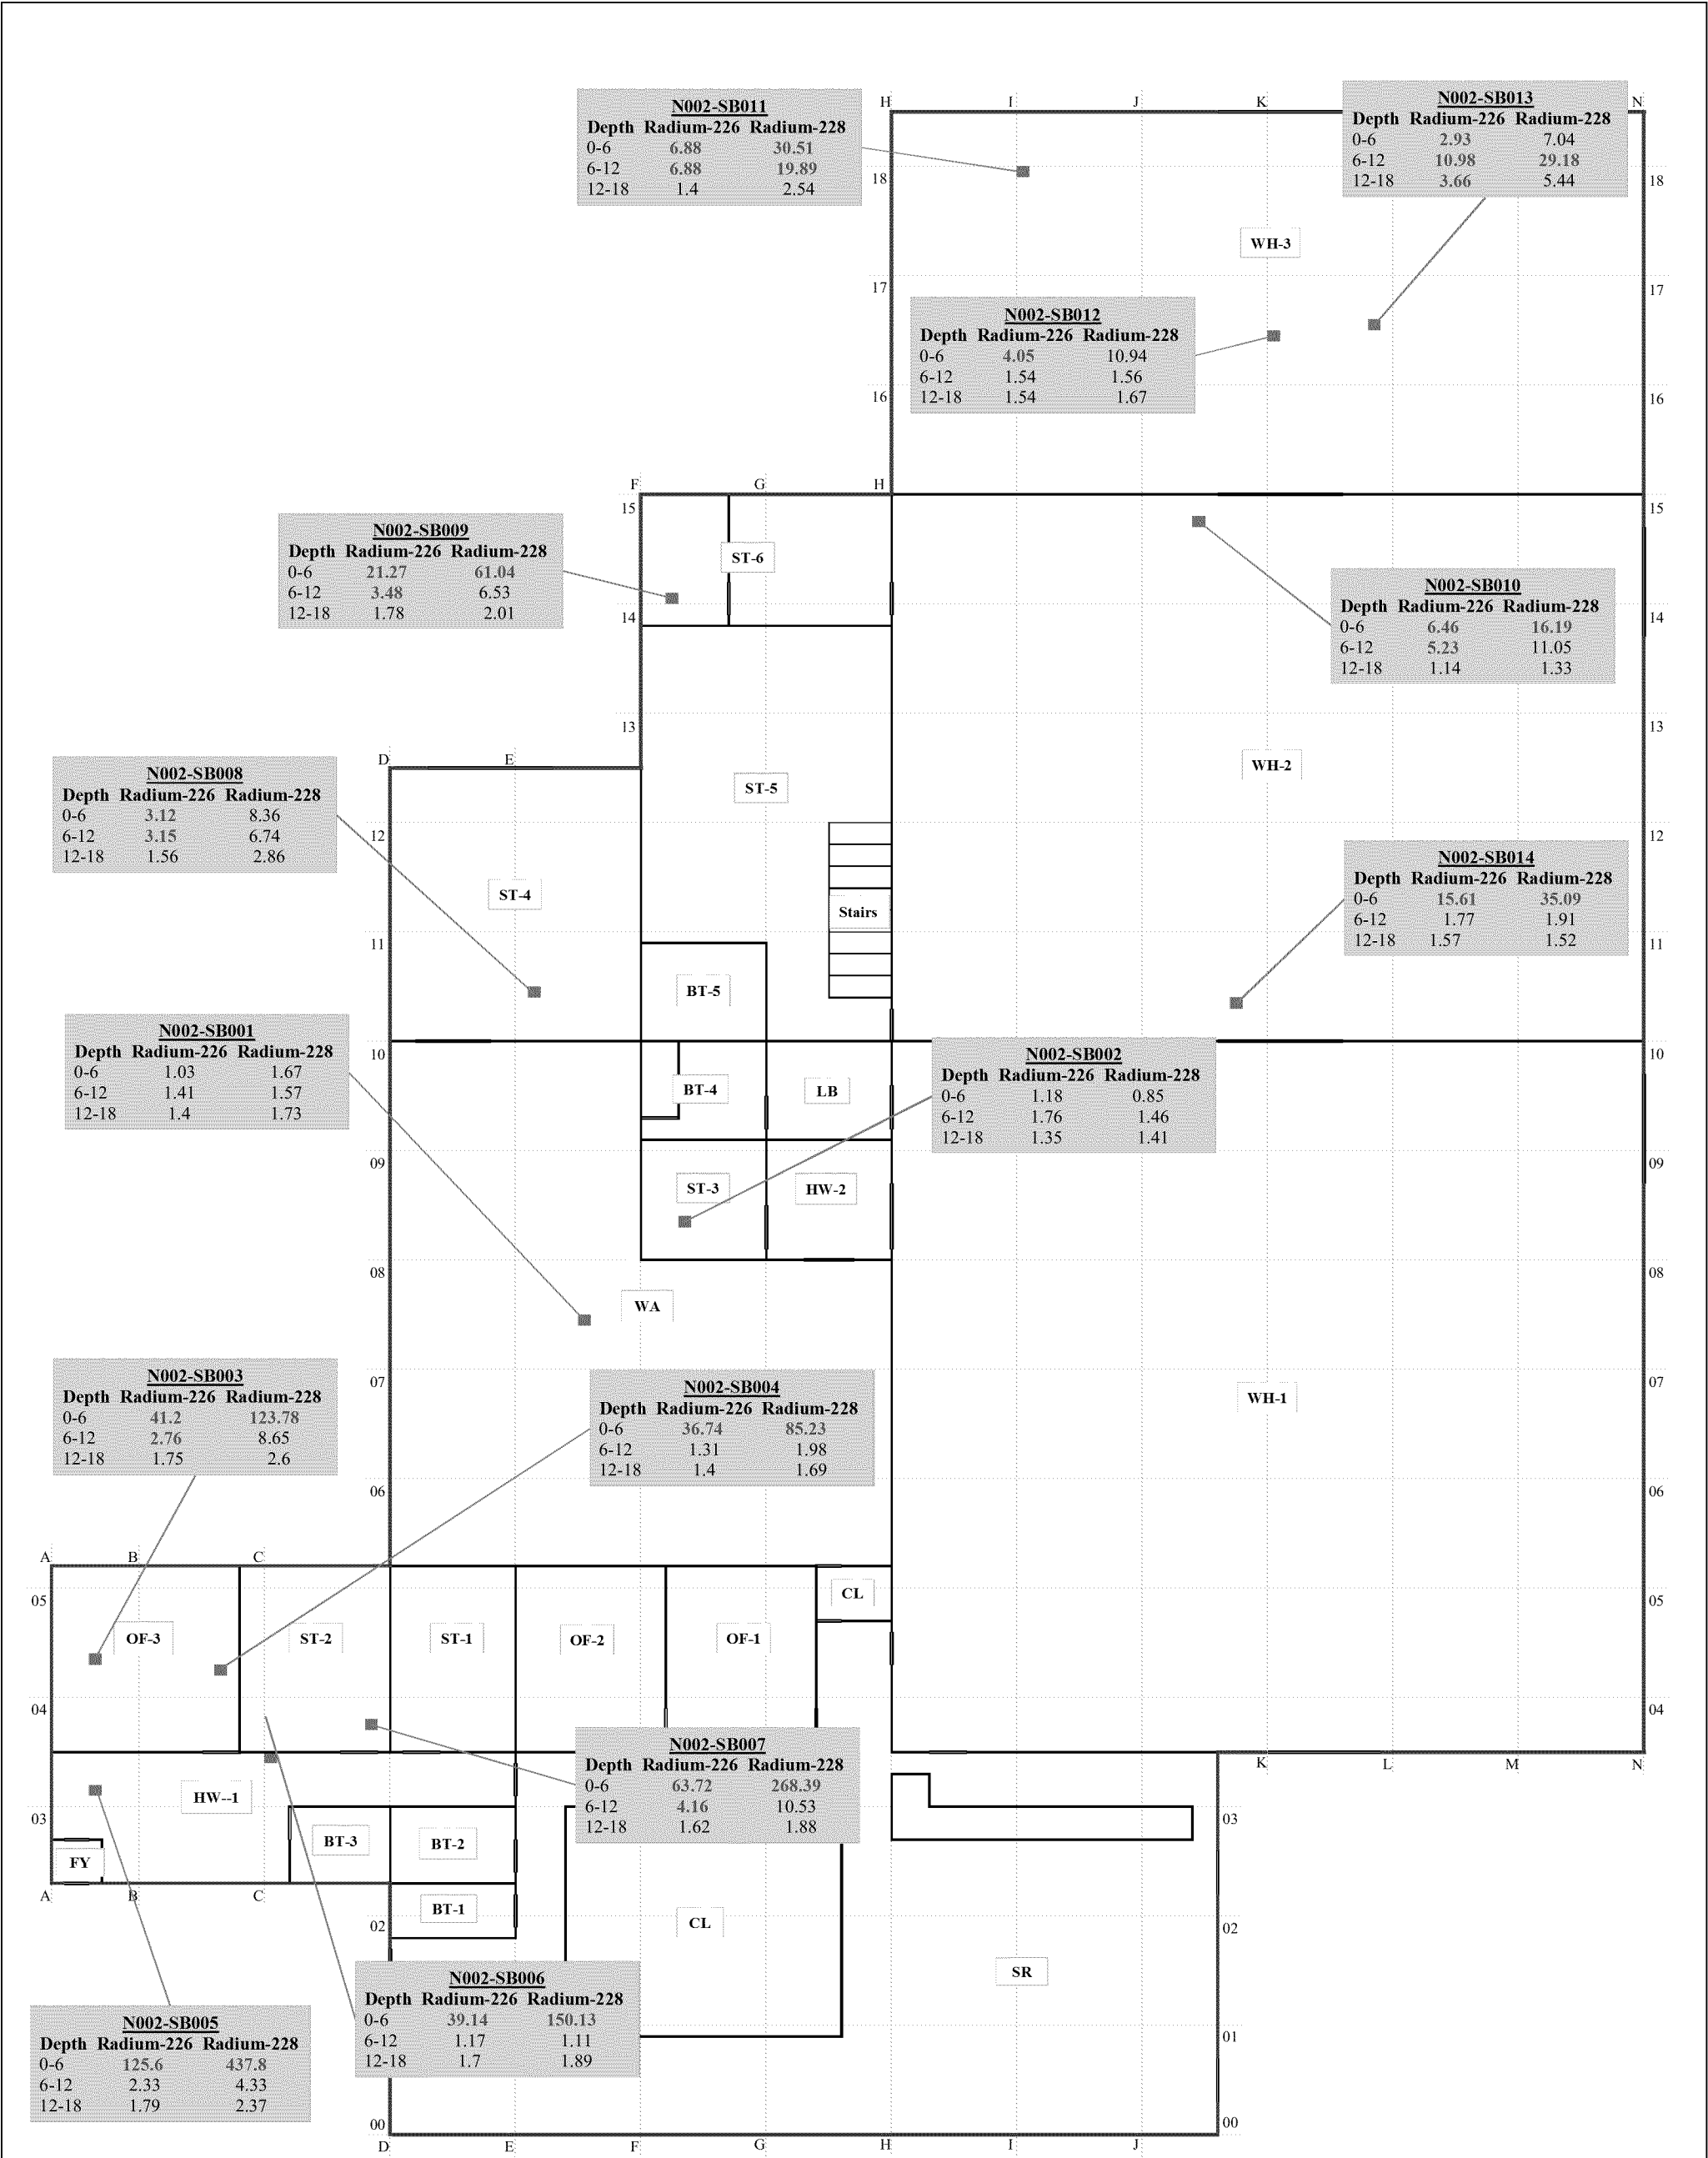 H I J K N
N002-SB011
Depth Radium-226 Radium-228
0-6 6.88 30.51
6-12 6.88 19.89
12-18 1.4 2.54
N002-SB013
Depth Radium-226 Radium-228
0-6 2.93 7.04
6-12 10.98 29.18
12-18 3.66 5.44
18 18
WH-3
17 17
N002-SB012
Depth Radium-226 Radium-228
0-6 4.05 10.94
6-12 1.54 1.56
12-18 1.54 1.67
16 16
F G H
15 15
N002-SB009
Depth Radium-226 Radium-228
0-6 21.27 61.04
6-12 3.48 6.53
12-18 1.78 2.01
ST-6
N002-SB010
Depth Radium-226 Radium-228
0-6 6.46 16.19
6-12 5.23 11.05
12-18 1.14 1.33
14 14
13 13
D E
N002-SB008
Depth Radium-226 Radium-228
0-6 3.12 8.36
6-12 3.15 6.74
12-18 1.56 2.86
ST-5
WH-2
12 12
N002-SB014
Depth Radium-226 Radium-228
0-6 15.61 35.09
6-12 1.77 1.91
12-18 1.57 1.52
ST-4
Stairs
11 11
BT-5
N002-SB001
Depth Radium-226 Radium-228
0-6 1.03 1.67
6-12 1.41 1.57
12-18 1.4 1.73
10 10
N002-SB002
Depth Radium-226 Radium-228
0-6 1.18 0.85
6-12 1.76 1.46
12-18 1.35 1.41
BT-4 LB
09 09
ST-3 HW-2
08 08
WA
N002-SB003
Depth Radium-226 Radium-228
0-6 41.2 123.78
6-12 2.76 8.65
12-18 1.75 2.6
07 07
N002-SB004
Depth Radium-226 Radium-228
0-6 36.74 85.23
6-12 1.31 1.98
12-18 1.4 1.69
WH-1
06 06
A B C
05 05
CL
OF-3 ST-2 ST-1 OF-2 OF-1
04 04
N002-SB007
Depth Radium-226 Radium-228
0-6 63.72 268.39
6-12 4.16 10.53
12-18 1.62 1.88
K L M N
HW--1
03 03
BT-3 BT-2
FY
A B C
BT-1
02 02
CL
SR
N002-SB006
Depth Radium-226 Radium-228
0-6 39.14 150.13
6-12 1.17 1.11
12-18 1.7 1.89
N002-SB005
Depth Radium-226 Radium-228
0-6 125.6 437.8
6-12 2.33 4.33
12-18 1.79 2.37
01
00 00
D E F G H I J